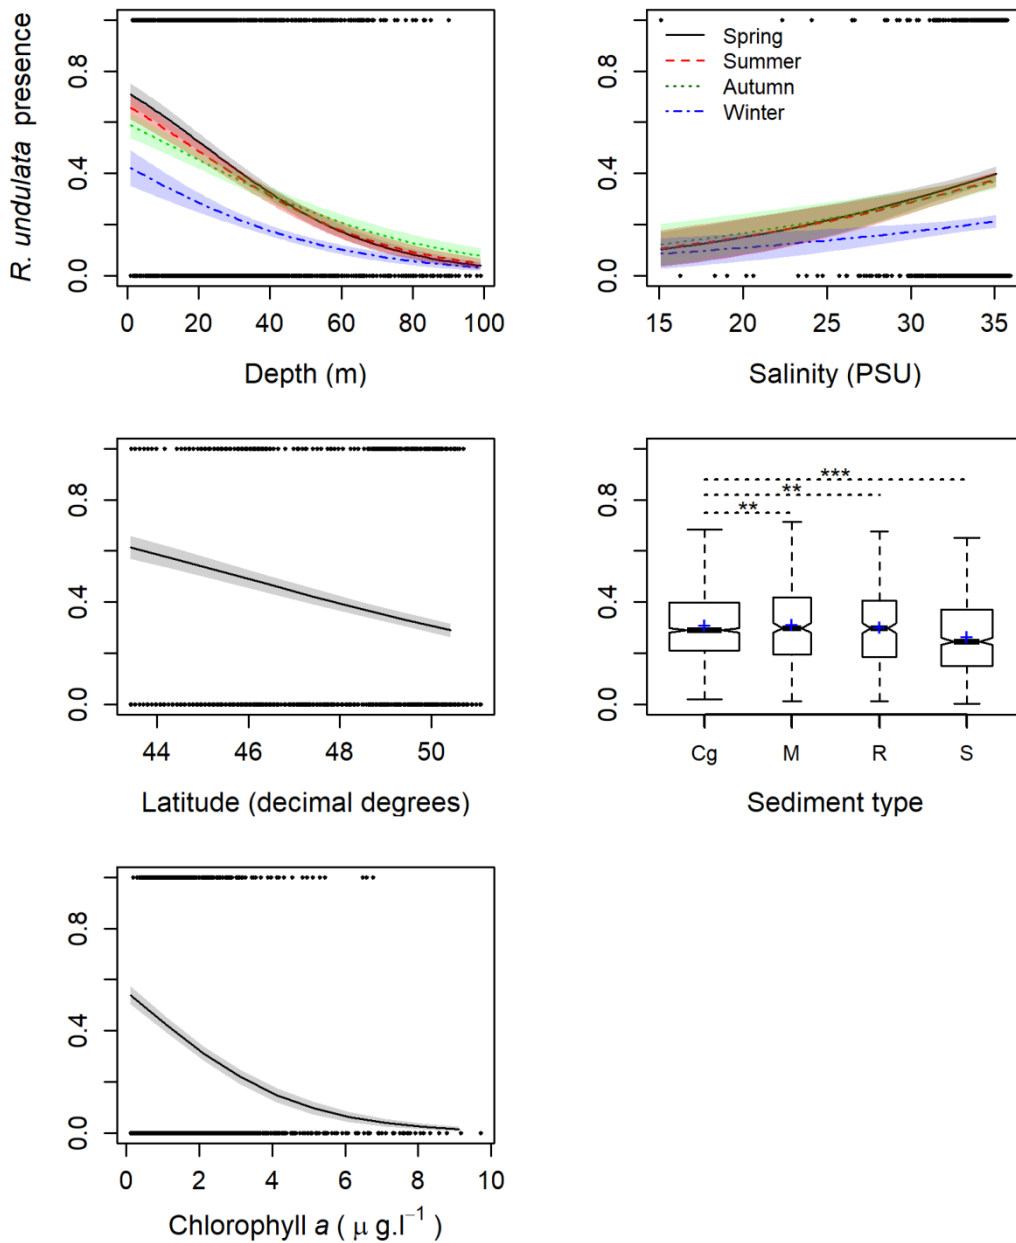 R. undulata presence
0.0 0.4 0.8
0 20 40 60 80 100
Depth (m)
0.0 0.4 0.8
Spring
Summer
Autumn
Winter
15 20 25 30 35
Salinity (PSU)
0.0 0.4 0.8
44 46 48 50
Latitude (decimal degrees)
0.0 0.4 0.8
***
**
**
Cg M R S
Sediment type
0.0 0.4 0.8
0 2 4 6 8 10
Chlorophyll a ( μ g.l⁻¹ )